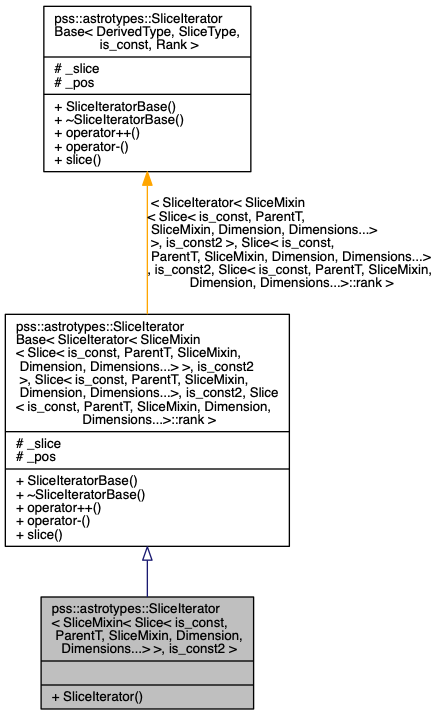 pss::astrotypes::SliceIterator
Base< DerivedType, SliceType,
is_const, Rank >
# _slice
# _pos
+ SliceIteratorBase()
+ ~SliceIteratorBase()
+ operator++()
+ operator-()
+ slice()
< SliceIterator< SliceMixin
< Slice< is_const, ParentT,
SliceMixin, Dimension, Dimensions...>
>, is_const2 >, Slice< is_const,
ParentT, SliceMixin, Dimension, Dimensions...>
, is_const2, Slice< is_const, ParentT, SliceMixin,
Dimension, Dimensions...>::rank >
pss::astrotypes::SliceIterator
Base< SliceIterator< SliceMixin
< Slice< is_const, ParentT, SliceMixin,
Dimension, Dimensions...> >, is_const2
>, Slice< is_const, ParentT, SliceMixin,
Dimension, Dimensions...>, is_const2, Slice
< is_const, ParentT, SliceMixin, Dimension,
Dimensions...>::rank >
# _slice
# _pos
+ SliceIteratorBase()
+ ~SliceIteratorBase()
+ operator++()
+ operator-()
+ slice()
pss::astrotypes::SliceIterator
< SliceMixin< Slice< is_const,
ParentT, SliceMixin, Dimension,
Dimensions...> >, is_const2 >
+ SliceIterator()